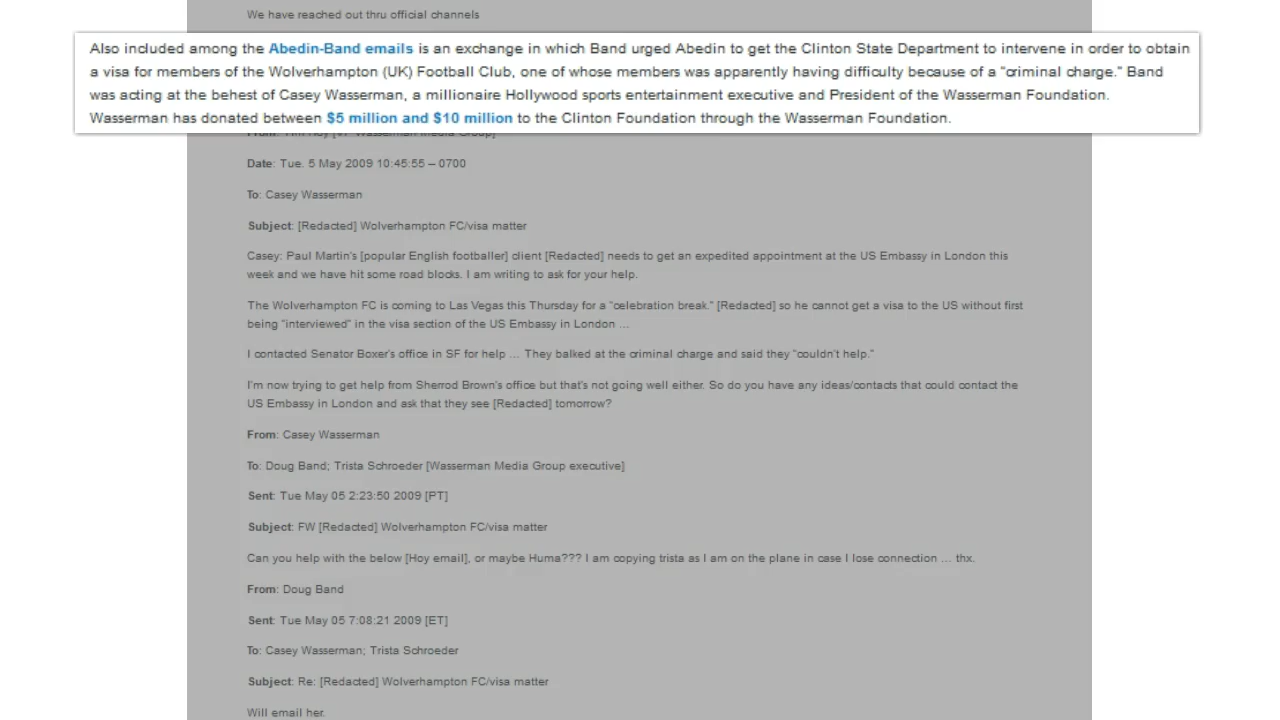 We have reached out thru official channels
Also included among the Abedin-Band emails is an exchange in which Band urged Abedin to get the Clinton State Department to intervene in order to obtain
a visa for members of the Wolverhampton (UK) Football Club, one of whose members was apparently having difficulty because of a “criminal charge.” Band
was acting at the behest of Casey Wasserman, a millionaire Hollywood sports entertainment executive and President of the Wasserman Foundation.
Wasserman has donated between $5 million and $10 million to the Clinton Foundation through the Wasserman Foundation.
From: Tim Hoy [VP Wasserman Media Group]
Date: Tue. 5 May 2009 10:45:55 – 0700
To: Casey Wasserman
Subject: [Redacted] Wolverhampton FC/visa matter
Casey: Paul Martin's [popular English footballer] client [Redacted] needs to get an expedited appointment at the US Embassy in London this
week and we have hit some road blocks. I am writing to ask for your help.
The Wolverhampton FC is coming to Las Vegas this Thursday for a “celebration break.” [Redacted] so he cannot get a visa to the US without first
being “interviewed” in the visa section of the US Embassy in London ...
I contacted Senator Boxer's office in SF for help ... They balked at the criminal charge and said they “couldn't help.”
I'm now trying to get help from Sherrod Brown's office but that's not going well either. So do you have any ideas/contacts that could contact the
US Embassy in London and ask that they see [Redacted] tomorrow?
From: Casey Wasserman
To: Doug Band; Trista Schroeder [Wasserman Media Group executive]
Sent: Tue May 05 2:23:50 2009 [PT]
Subject: FW [Redacted] Wolverhampton FC/visa matter
Can you help with the below [Hoy email], or maybe Huma??? I am copying trista as I am on the plane in case I lose connection ... thx.
From: Doug Band
Sent: Tue May 05 7:08:21 2009 [ET]
To: Casey Wasserman; Trista Schroeder
Subject: Re: [Redacted] Wolverhampton FC/visa matter
Will email her.